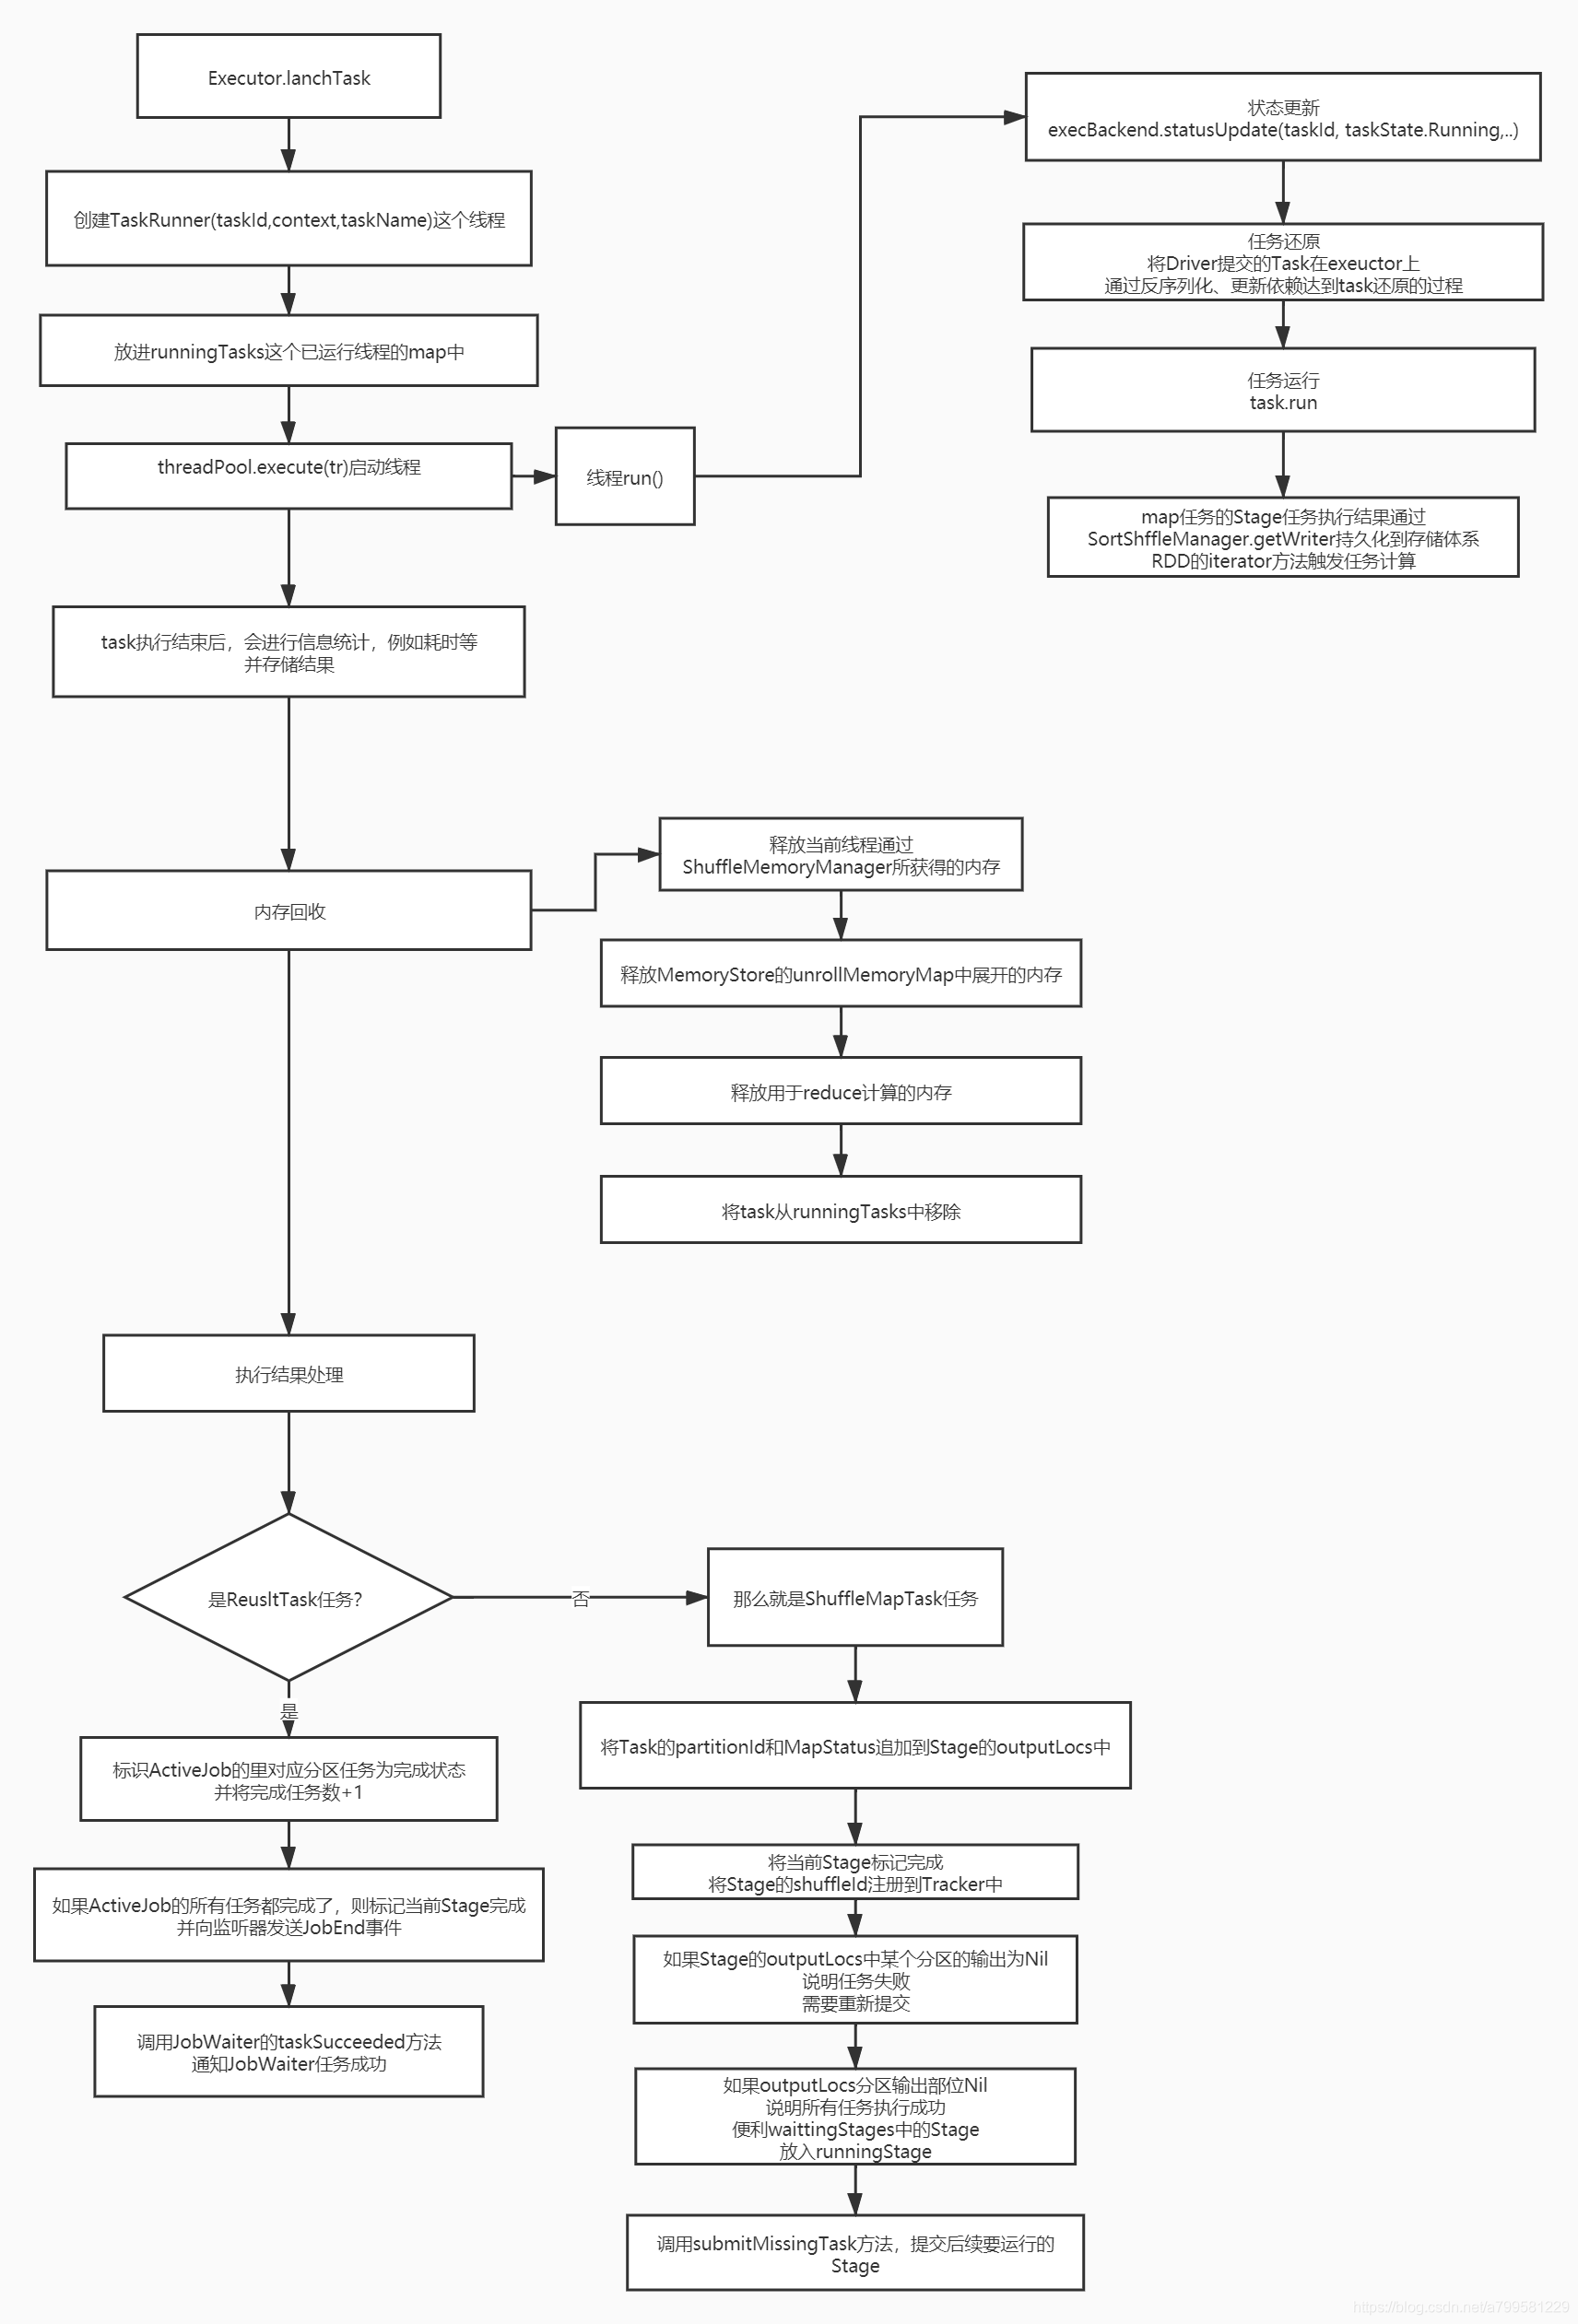 Executor.lanchTask
创建TaskRunner(taskId,context,taskName)这个线程
放进runningTasks这个已运行线程的map中
threadPool.execute(tr)启动线程
线程run()
状态更新
execBackend.statusUpdate(taskId, taskState.Running,..)
任务还原
将Driver提交的Task在exeuctor上
通过反序列化、更新依赖达到task还原的过程
任务运行
task.run
map任务的Stage任务执行结果通过
SortShffleManager.getWriter持久化到存储体系
RDD的iterator方法触发任务计算
task执行结束后，会进行信息统计，例如耗时等
并存储结果
内存回收
释放当前线程通过
ShuffleMemoryManager所获得的内存
释放MemoryStore的unrollMemoryMap中展开的内存
释放用于reduce计算的内存
将task从runningTasks中移除
执行结果处理
是ReusltTask任务?
否
那么就是ShuffleMapTask任务
是
标识ActiveJob的里对应分区任务为完成状态
并将完成任务数+1
如果ActiveJob的所有任务都完成了，则标记当前Stage完成
并向监听器发送JobEnd事件
调用JobWaiter的taskSucceeded方法
通知JobWaiter任务成功
将Task的partitionId和MapStatus追加到Stage的outputLocs中
将当前Stage标记完成
将Stage的shuffleId注册到Tracker中
如果Stage的outputLocs中某个分区的输出为Nil
说明任务失败
需要重新提交
如果outputLocs分区输出部位Nil
说明所有任务执行成功
便利waittingStages中的Stage
放入runningStage
调用submitMissingTask方法，提交后续要运行的
Stage
https://blog.csdn.net/a799581229